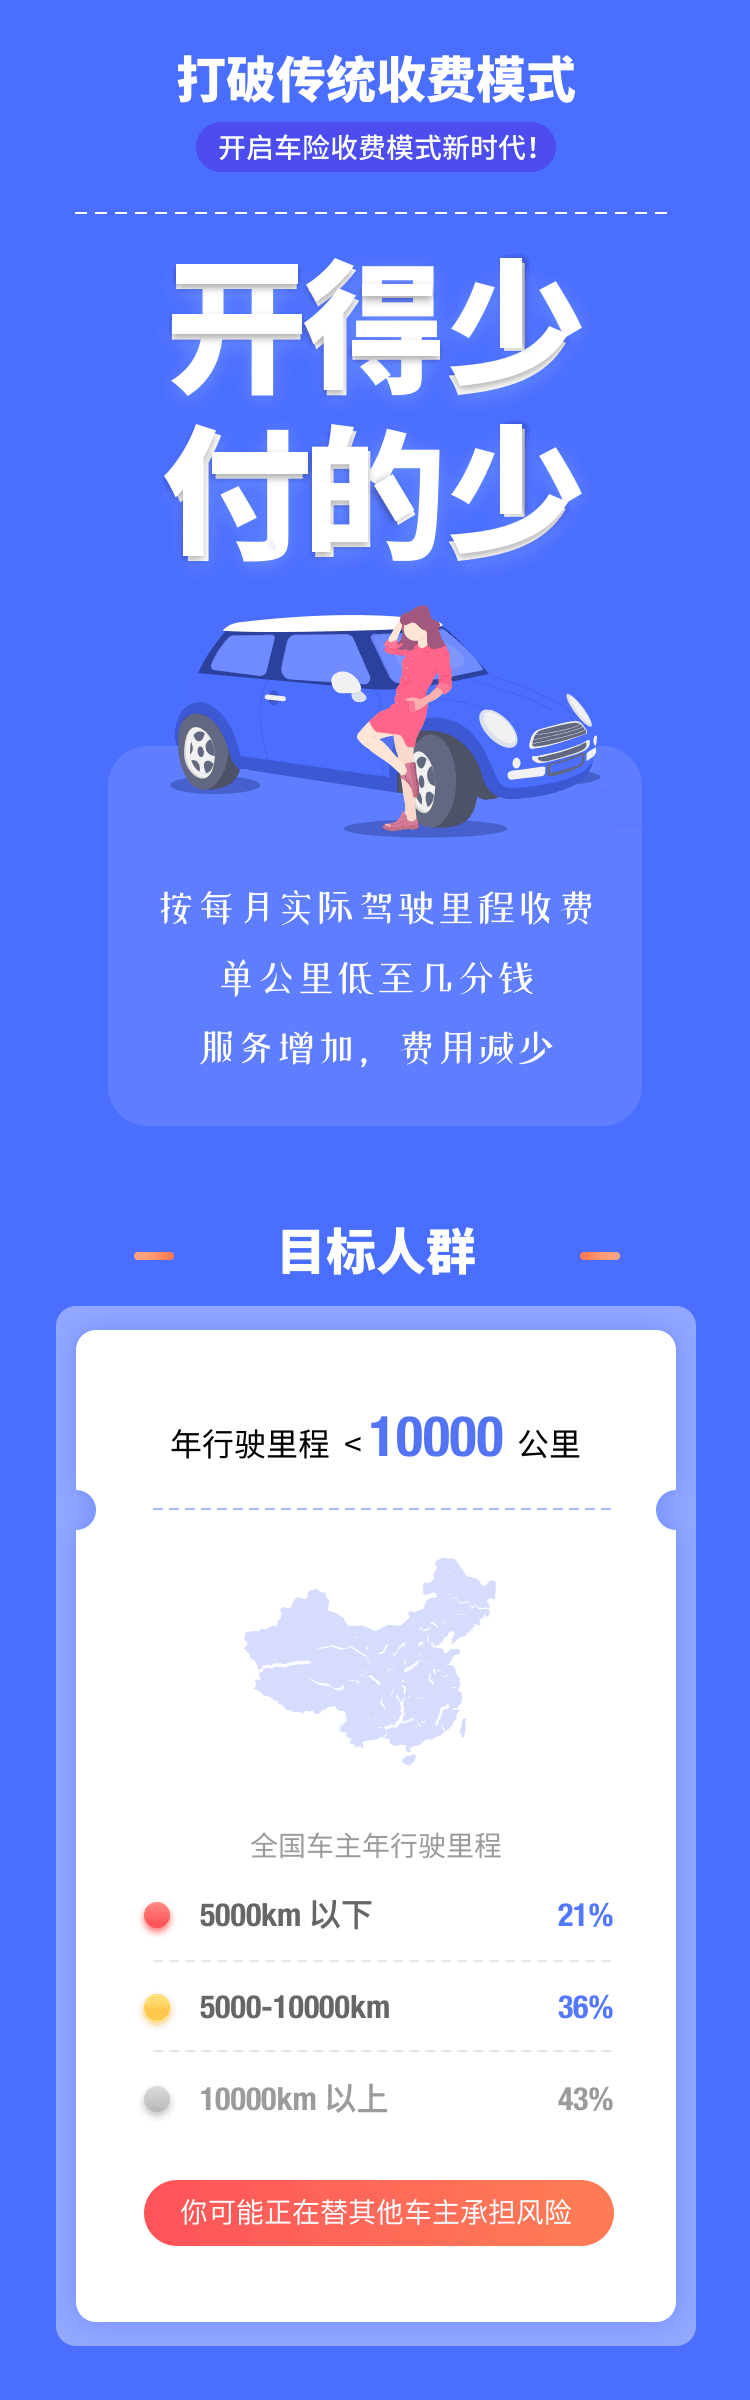 打破传统收费模式
开启车险收费模式新时代!
开得少
付的少
按每月实际驾驶里程收费
单公里低至几分钱
服务增加，费用减少
目标人群
年行驶里程 <10000 公里
全国车主年行驶里程
5000km 以下 21%
5000-10000km 36%
10000km 以上 43%
你可能正在替其他车主承担风险